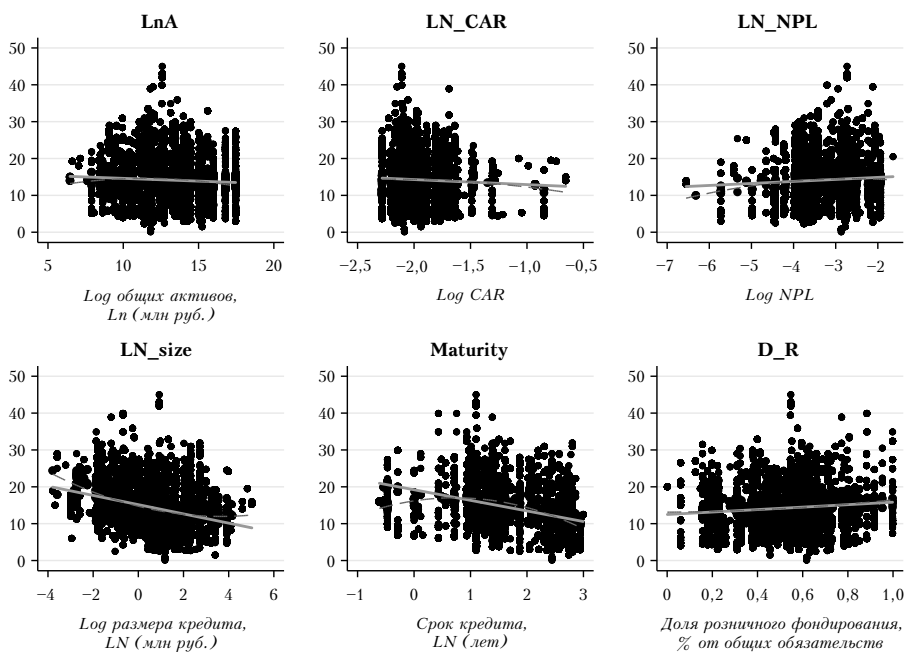 LnA
LN_CAR
LN_NPL
50
40
30
20
10
0
5 10 15 20
Log общих активов,
Ln (млн руб.)
50
40
30
20
10
0
−2,5 −2,0 −1,5 −1,0 −0,5
Log CAR
50
40
30
20
10
0
−7 −6 −5 −4 −3 −2
Log NPL
LN_size
Maturity
D_R
50
40
30
20
10
0
−4 −2 0 2 4 6
Log размера кредита,
LN (млн руб.)
50
40
30
20
10
0
−1 0 1 2 3
Срок кредита,
LN (лет)
50
40
30
20
10
0
0 0,2 0,4 0,6 0,8 1,0
Доля розничного фондирования,
% от общих обязательств